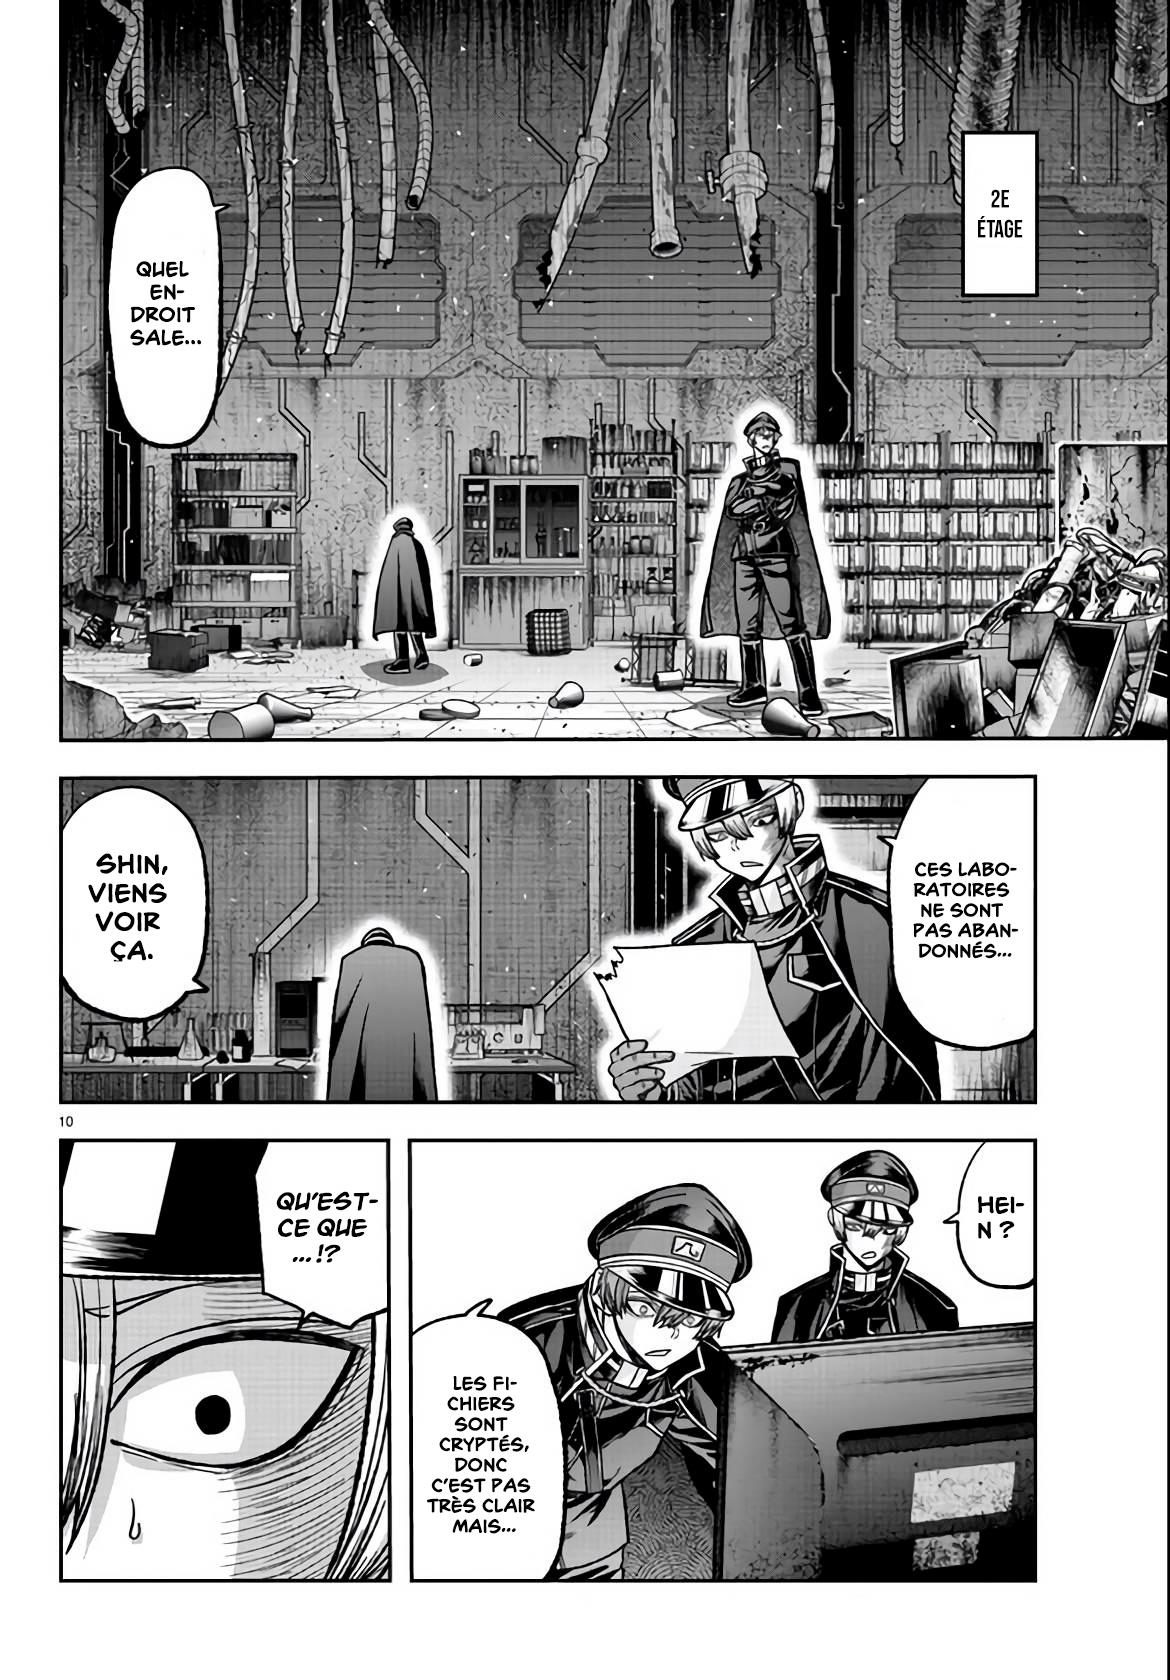 2E
ÉTAGE
QUEL
EN-
DROIT
SALE...
CES LABO-
RATOIRES
NE SONT
PAS ABAN-
DONNÉS...
SHIN,
VIENS
VOIR
ÇA.
10
HEI-
N ?
LES FI-
CHIERS
SONT
CRYPTÉS,
DONC
C'EST PAS
TRÈS CLAIR
MAIS...
QU'EST-
CE QUE
...!?